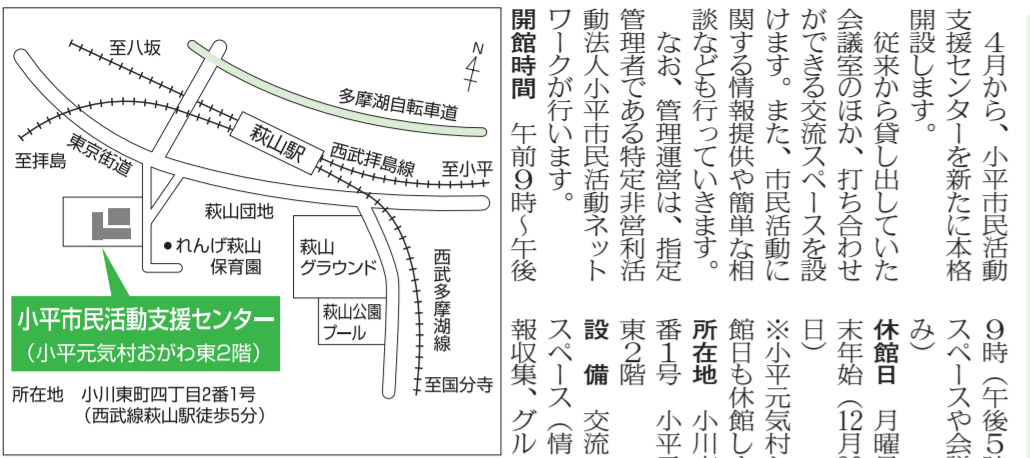 ４月から、小平市民活動
支援センターを新たに本格
開設します。
従来から貸し出していた
会議室のほか、打ち合わせ
ができる交流スペースを設
けます。また、市民活動に
関する情報提供や簡単な相
談なども行っていきます。
なお、管理運営は、指定
管理者である特定非営利活
動法人小平市民活動ネット
ワークが行います。
開館時間　午前９時～午後
９時（午後５
スペースや会
み）
休館日　月曜
末年始（12月
日）
※小平元気村
館日も休館し
所在地　小川
番１号　小平
東２階
設　備　交流
スペース（情
報収集、グル
至八坂
N
多摩湖自転車道
萩山駅
西武拝島線
至小平
至拝島
東京街道
萩山団地
れんげ萩山
保育園
萩山
グラウンド
萩山公園
プール
西武多摩湖線
至国分寺
小平市民活動支援センター
（小平元気村おがわ東2階）
所在地　小川東町四丁目2番1号
（西武線萩山駅徒歩5分）